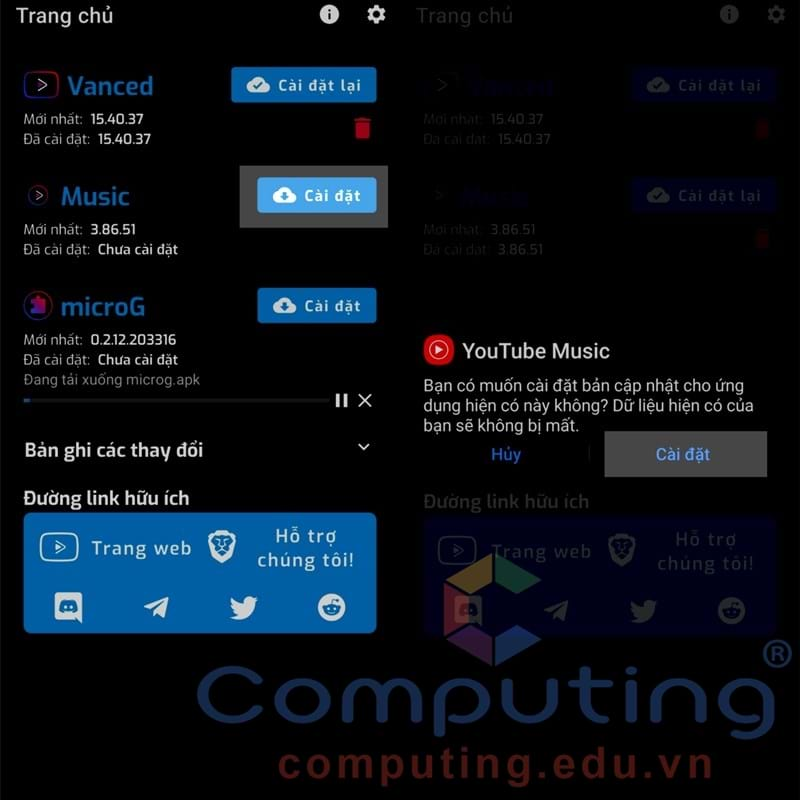 Trang chủ
Vanced
Cài đặt lại
Mới nhất: 15.40.37
Đã cài đặt: 15.40.37
Music
Cài đặt
Mới nhất: 3.86.51
Đã cài đặt: Chưa cài đặt
microG
Cài đặt
Mới nhất: 0.2.12.203316
Đã cài đặt: Chưa cài đặt
Đang tải xuống microg.apk
Bản ghi các thay đổi
Đường link hữu ích
Trang web
Hỗ trợ
chúng tôi!
Trang chủ
Vanced
Cài đặt lại
Mới nhất: 15.40.37
Đã cài đặt: 15.40.37
Music
Cài đặt lại
Mới nhất: 3.86.51
Đã cài đặt: 3.86.51
YouTube Music
Bạn có muốn cài đặt bản cập nhật cho ứng
dụng hiện có này không? Dữ liệu hiện có của
bạn sẽ không bị mất.
Hủy
Cài đặt
Đường link hữu ích
Trang web
Hỗ trợ
chúng tôi!
Computing®
computing.edu.vn